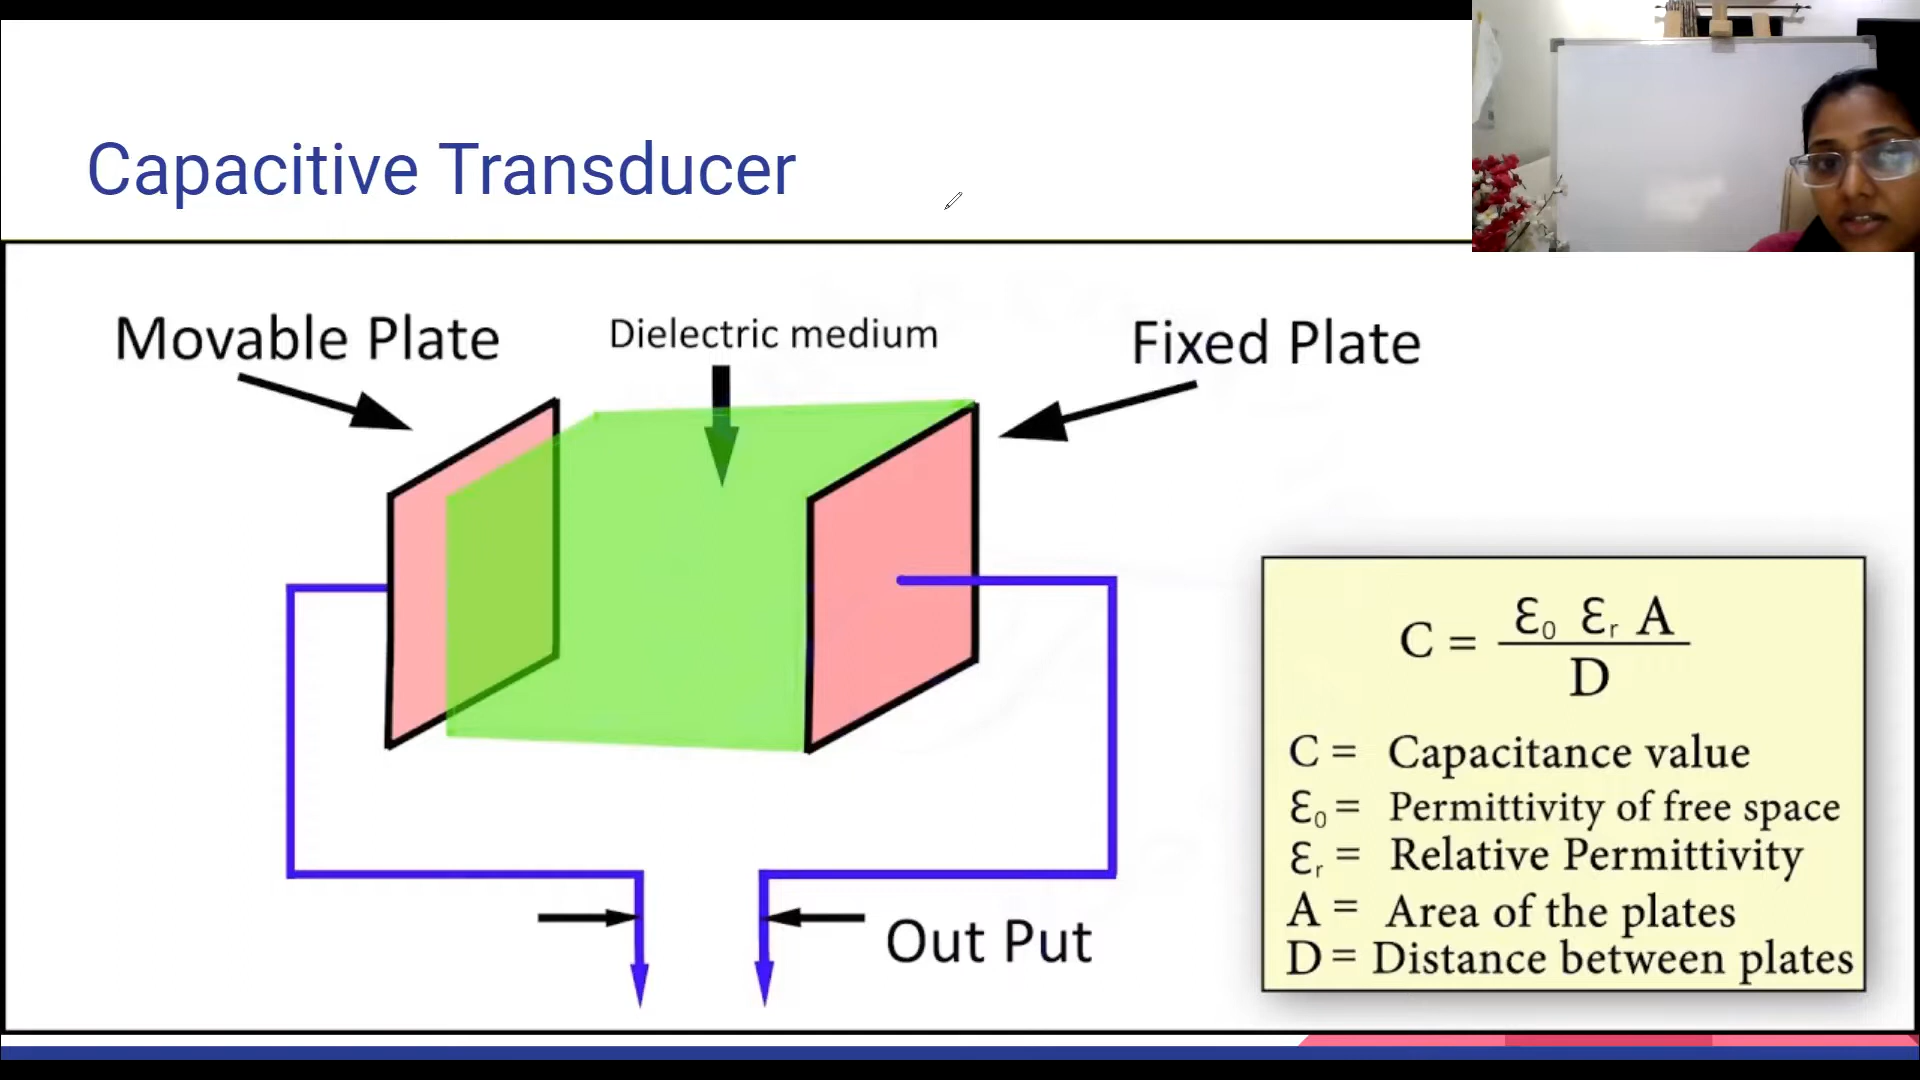 Capacitive Transducer
Movable Plate
Dielectric medium
Fixed Plate
C = Ɛ₀ Ɛᵣ A / D
C = Capacitance value
Ɛ₀ = Permittivity of free space
Ɛᵣ = Relative Permittivity
A = Area of the plates
D = Distance between plates
Out Put